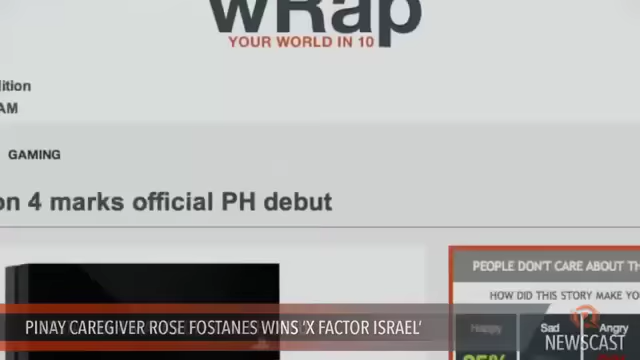 wRap
YOUR WORLD IN 10
ition
AM
GAMING
on 4 marks official PH debut
PEOPLE DON'T CARE ABOUT TH
HOW DID THIS STORY MAKE YO
Happy Sad Angry
PINAY CAREGIVER ROSE FOSTANES WINS 'X FACTOR ISRAEL'
NEWSCAST